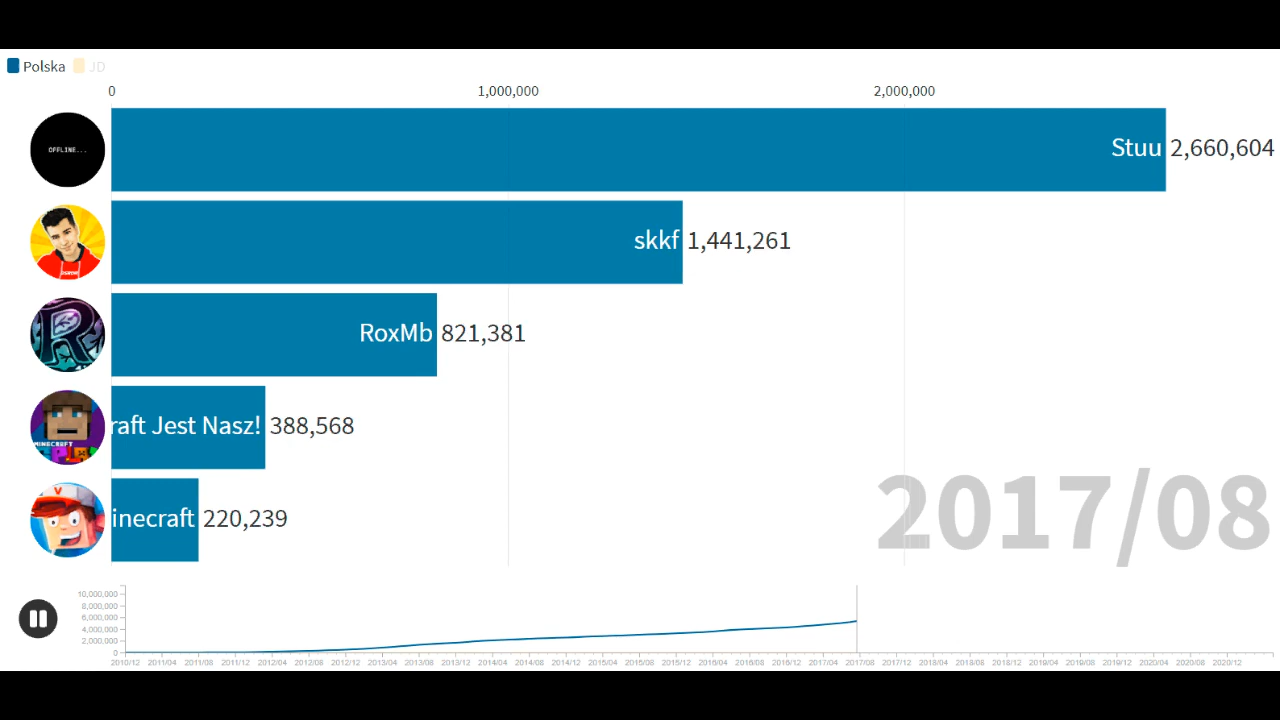 Polska JD
0 1,000,000 2,000,000
OFFLINE...
Stuu 2,660,604
skkf 1,441,261
RoxMb 821,381
raft Jest Nasz! 388,568
MINECRAFT
V
inecraft 220,239
2017/08
10,000,000
8,000,000
6,000,000
4,000,000
2,000,000
0
2010/12 2011/04 2011/08 2011/12 2012/04 2012/08 2012/12 2013/04 2013/08 2013/12 2014/04 2014/08 2014/12 2015/04 2015/08 2015/12 2016/04 2016/08 2016/12 2017/04 2017/08 2017/12 2018/04 2018/08 2018/12 2019/04 2019/08 2019/12 2020/04 2020/08 2020/12